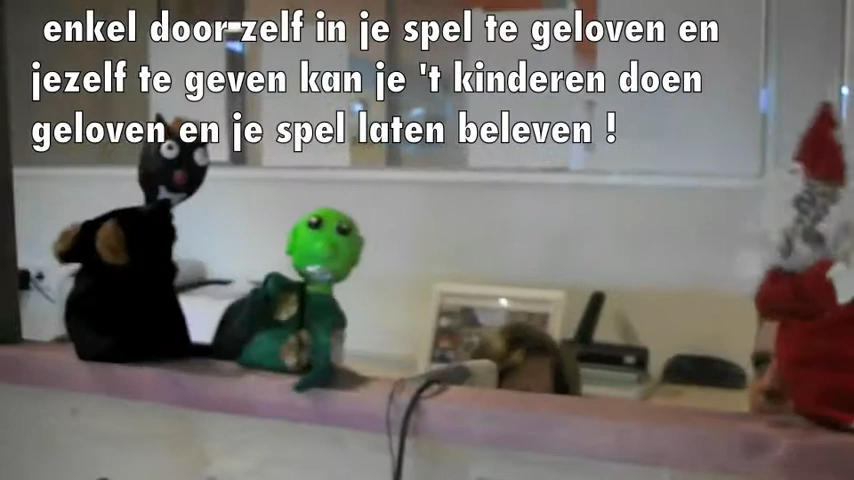 enkel door zelf in je spel te geloven en
jezelf te geven kan je 't kinderen doen
geloven en je spel laten beleven !